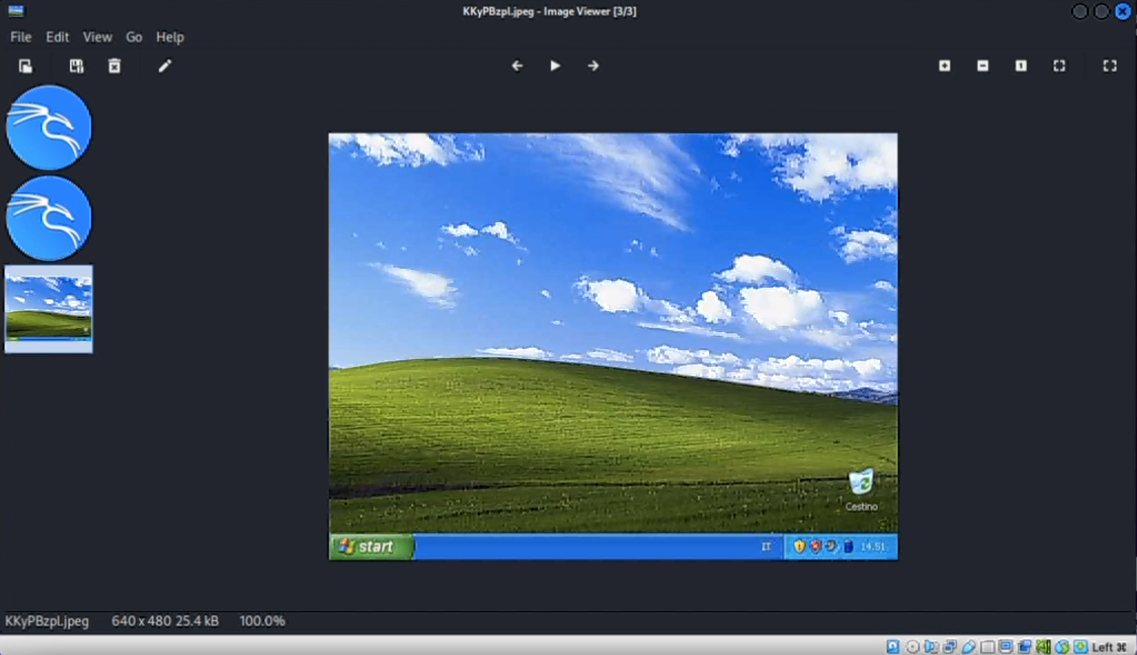 KKyPBzpl.jpeg - Image Viewer [3/3]
File Edit View Go Help
1
Cestino
start IT 14.51
KKyPBzpl.jpeg 640 x 480 25.4 kB 100.0%
Left ⌘